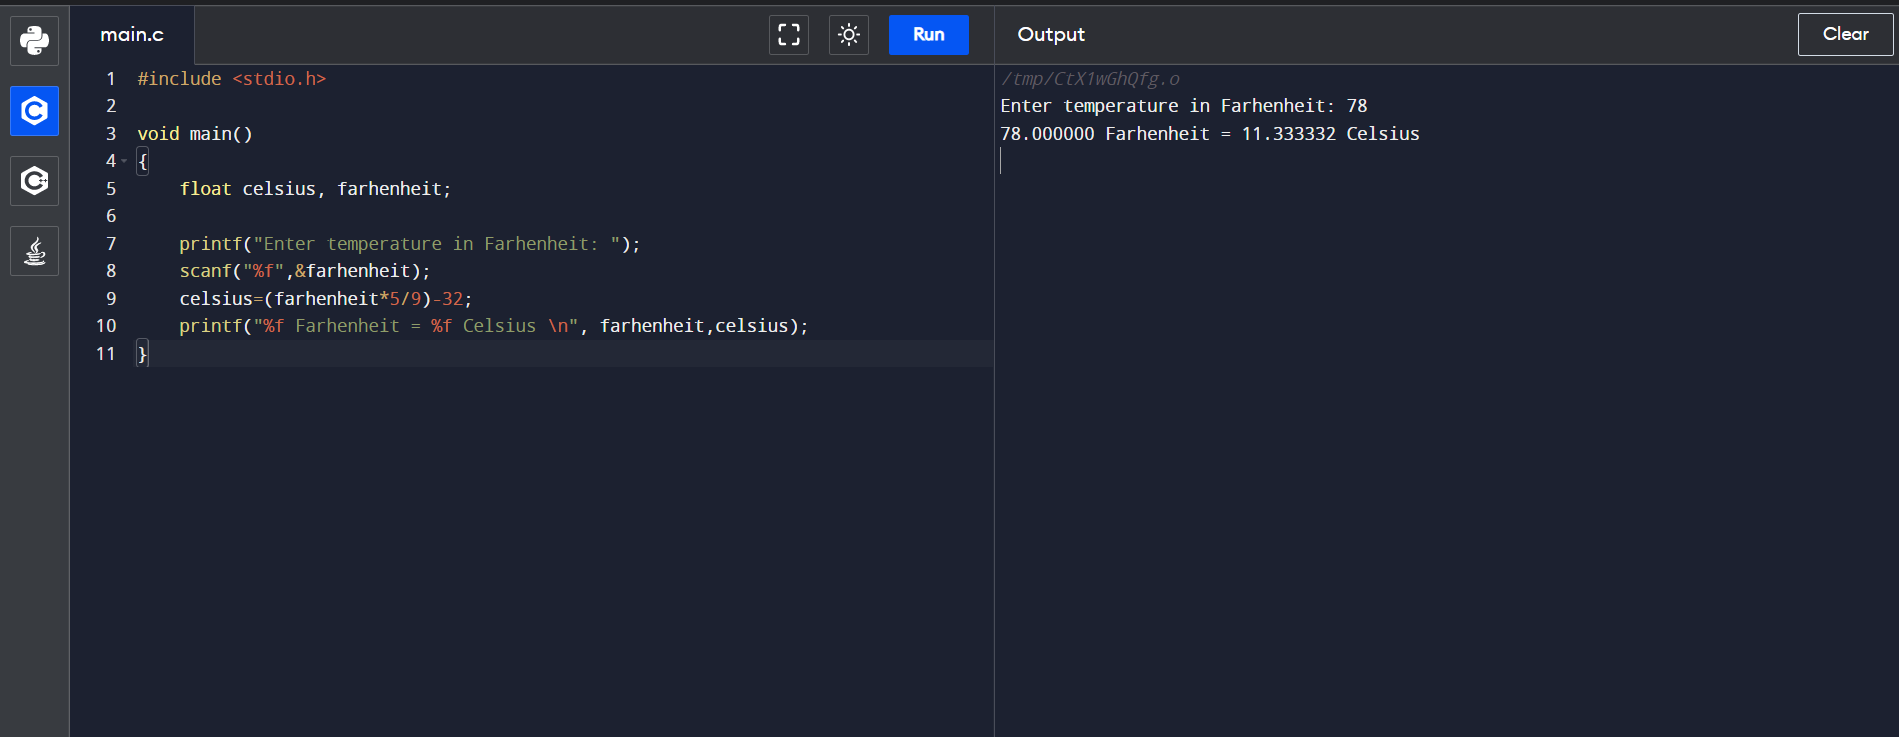 main.c
Run
Output
Clear
1 #include <stdio.h>
2
3 void main()
4 {
5     float celsius, farhenheit;
6
7     printf("Enter temperature in Farhenheit: ");
8     scanf("%f",&farhenheit);
9     celsius=(farhenheit*5/9)-32;
10     printf("%f Farhenheit = %f Celsius \n", farhenheit,celsius);
11 }
/tmp/CtX1wGhQfg.o
Enter temperature in Farhenheit: 78
78.000000 Farhenheit = 11.333332 Celsius